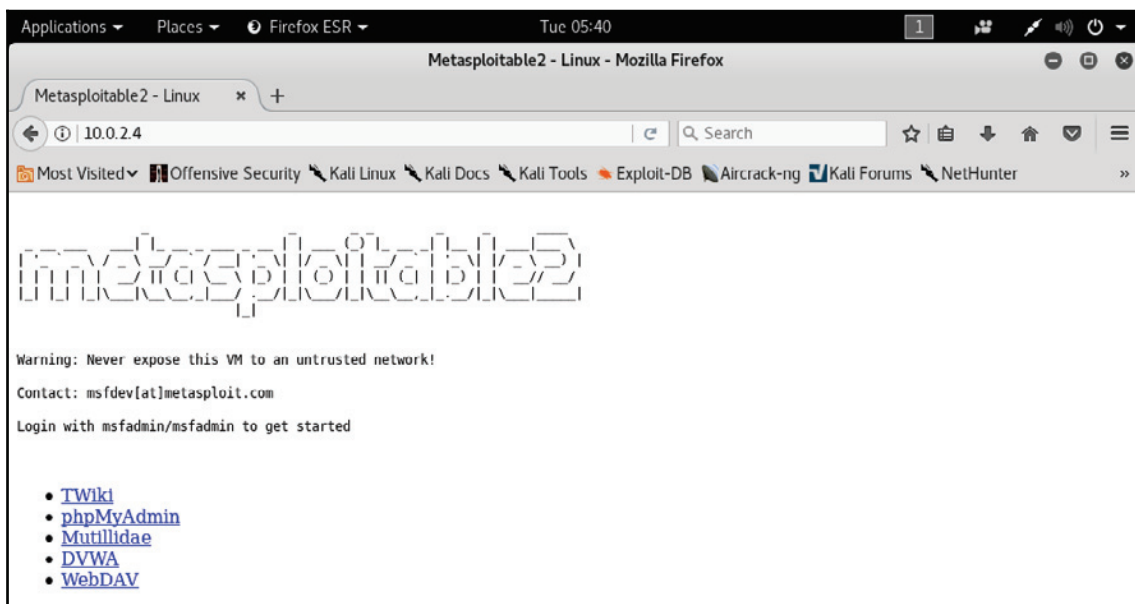 Applications Places Firefox ESR Tue 05:40 1
Metasploitable2 - Linux - Mozilla Firefox
Metasploitable2 - Linux × +
10.0.2.4 Search
Most Visited Offensive Security Kali Linux Kali Docs Kali Tools Exploit-DB Aircrack-ng Kali Forums NetHunter »
metasploitable2
Warning: Never expose this VM to an untrusted network!
Contact: msfdev[at]metasploit.com
Login with msfadmin/msfadmin to get started
• TWiki
• phpMyAdmin
• Mutillidae
• DVWA
• WebDAV